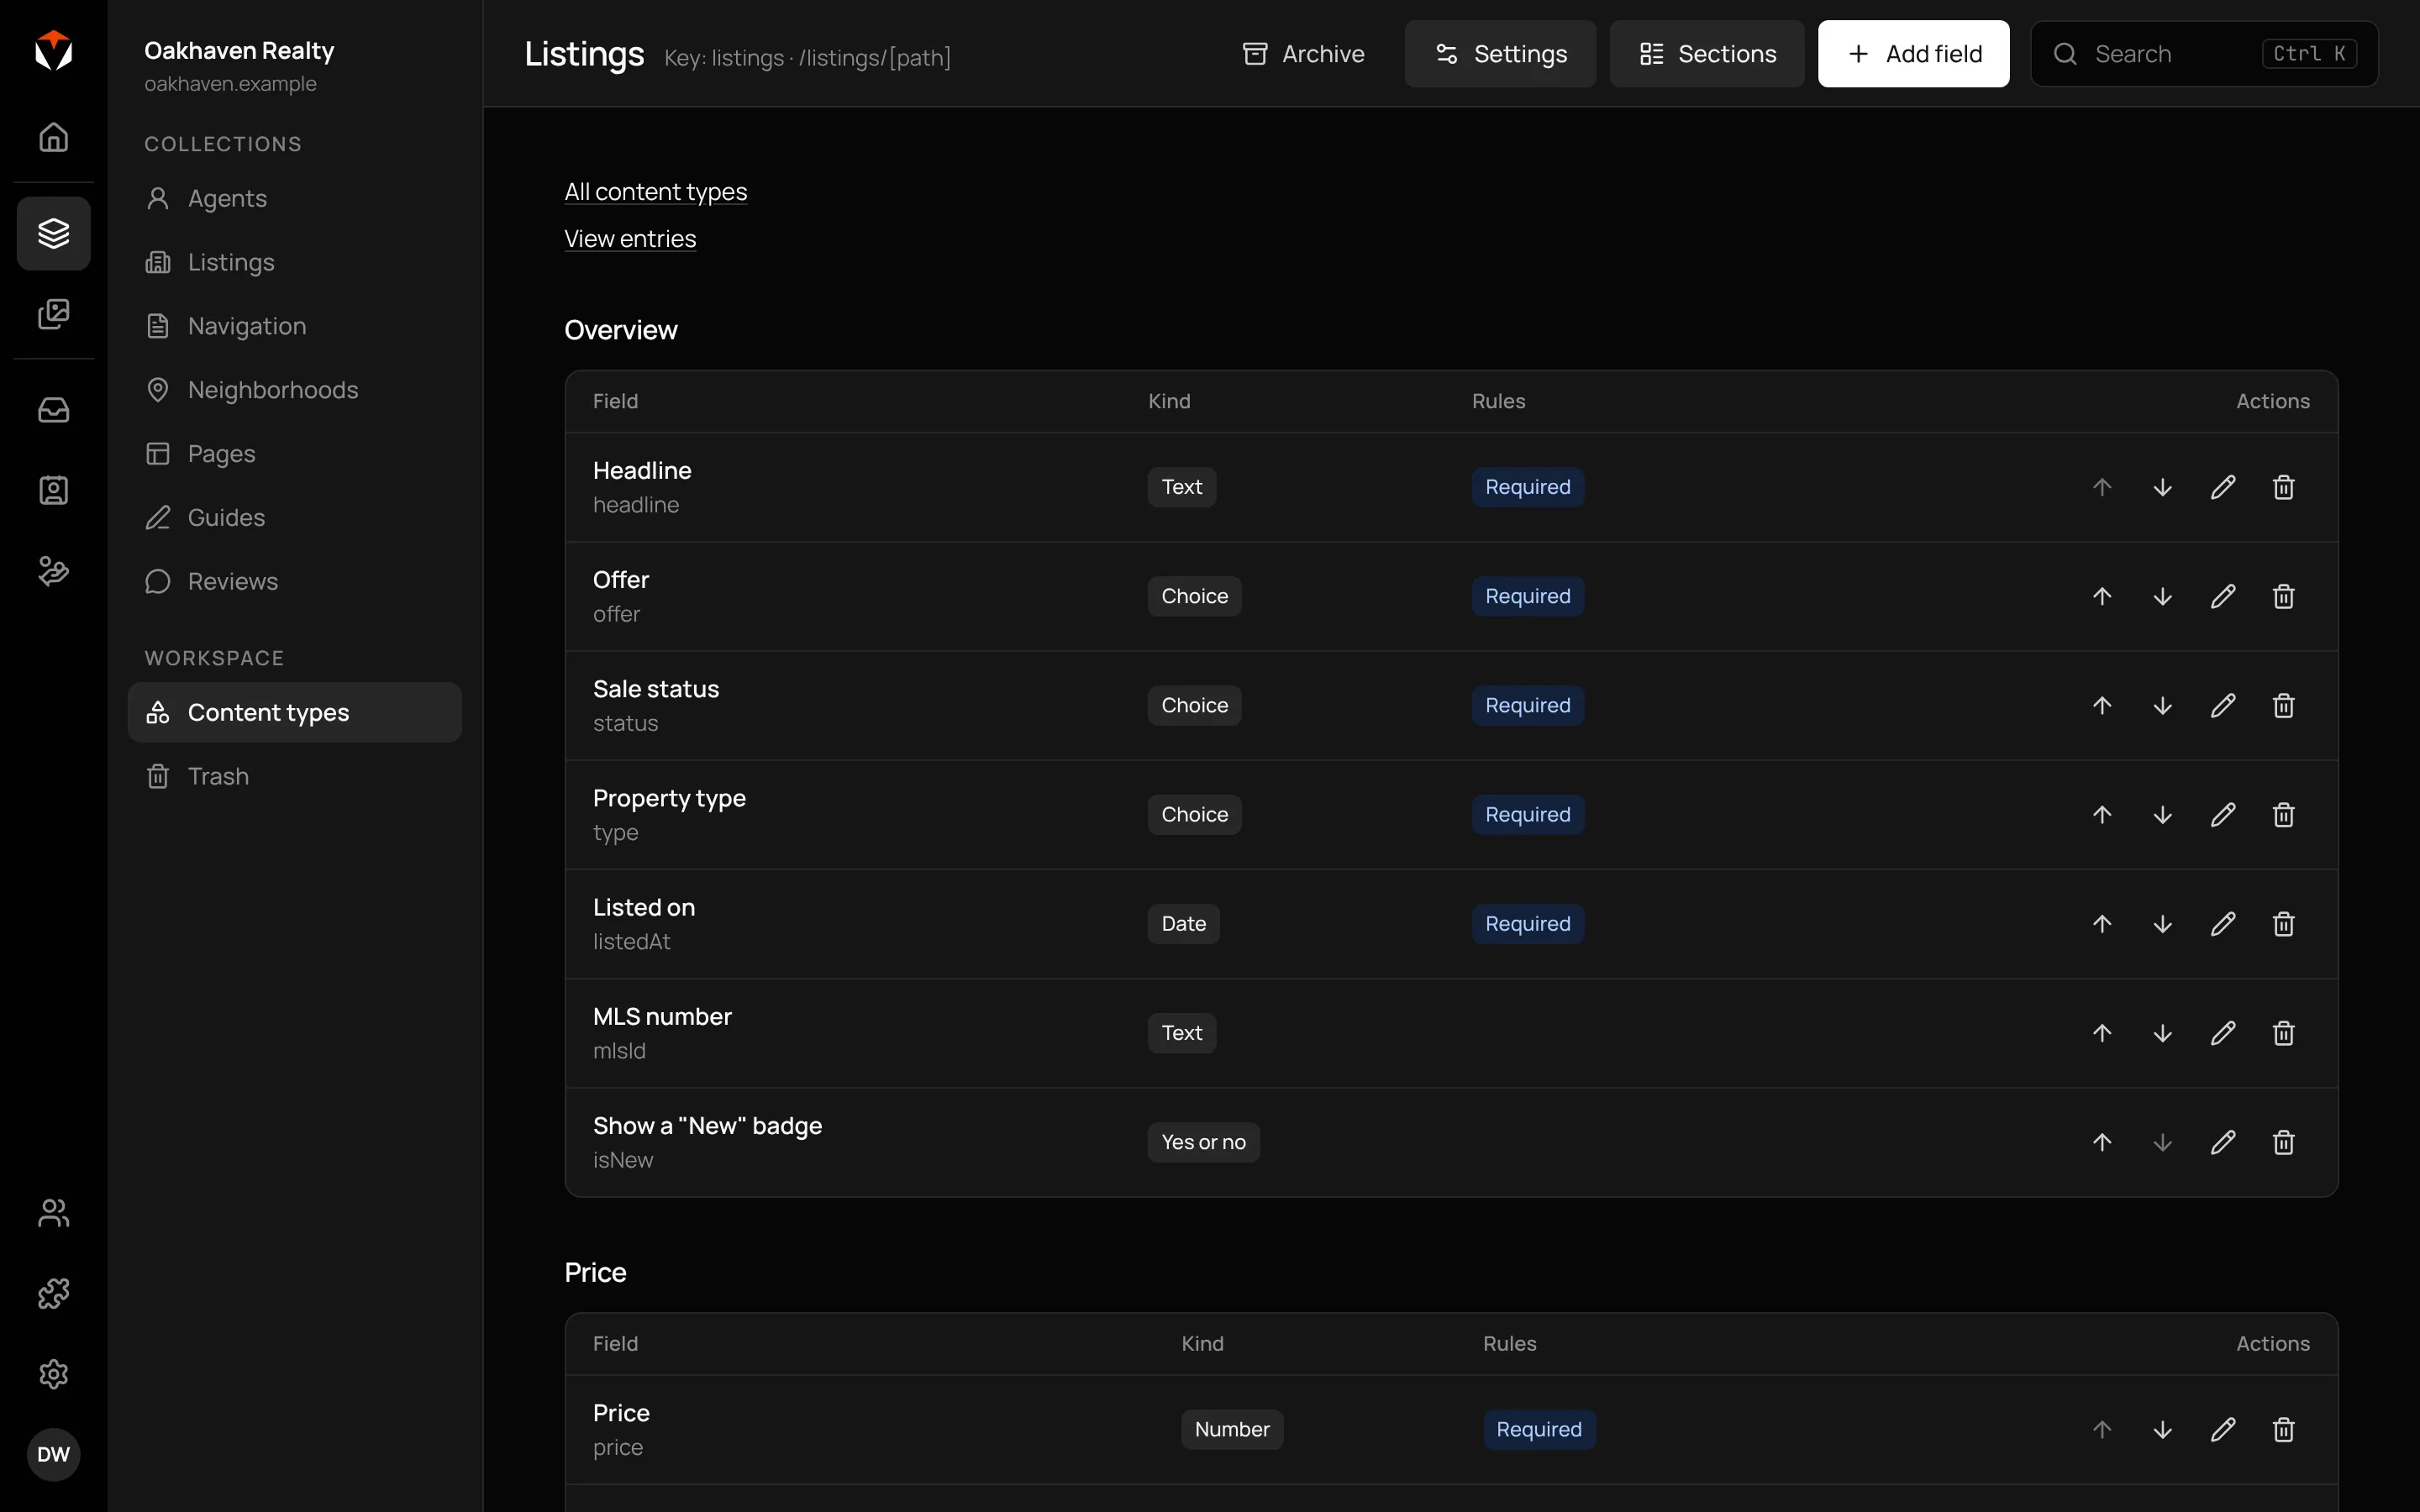 Oakhaven Realty
oakhaven.example
COLLECTIONS
Agents
Listings
Navigation
Neighborhoods
Pages
Guides
Reviews
WORKSPACE
Content types
Trash
DW
Listings Key: listings · /listings/[path]
Archive
Settings
Sections
Add field
Search Ctrl K
All content types
View entries
Overview
Field Kind Rules Actions
Headline
headline
Text Required
Offer
offer
Choice Required
Sale status
status
Choice Required
Property type
type
Choice Required
Listed on
listedAt
Date Required
MLS number
mlsId
Text
Show a "New" badge
isNew
Yes or no
Price
Field Kind Rules Actions
Price
price
Number Required